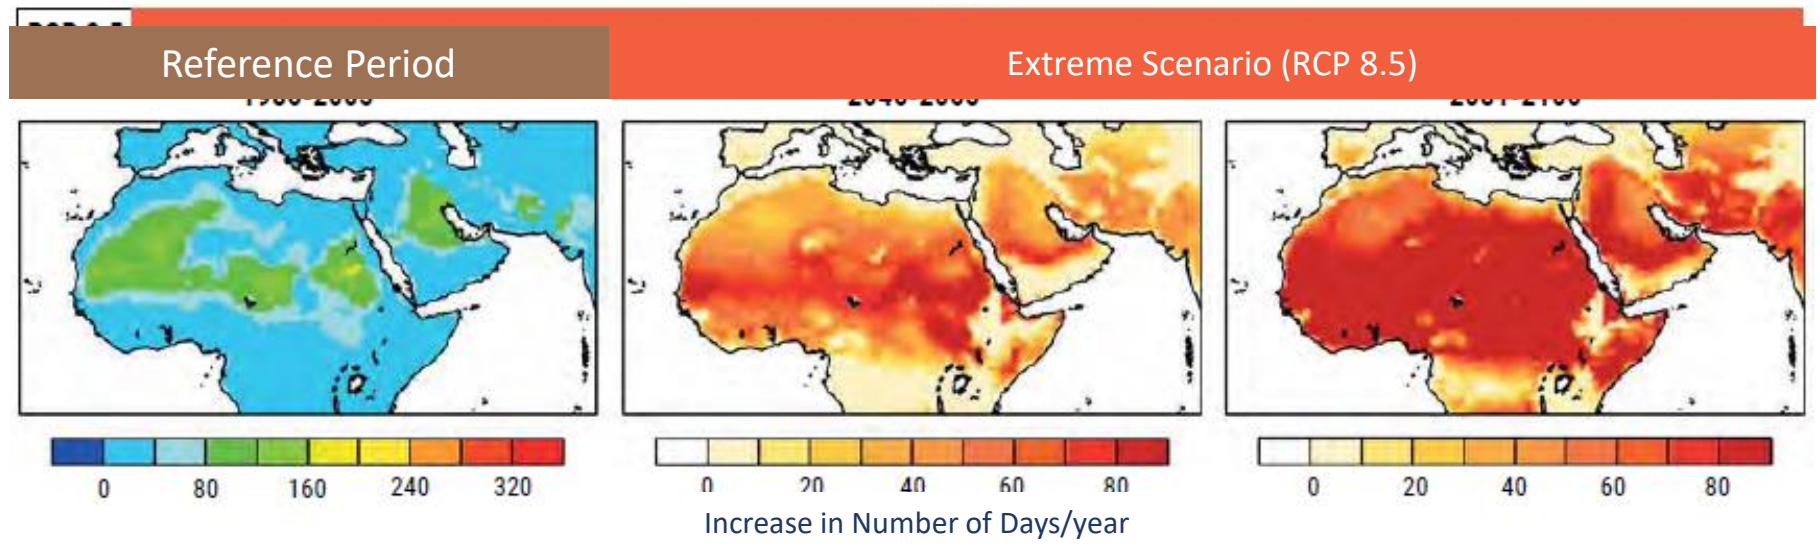 Reference Period
Extreme Scenario (RCP 8.5)
0 80 160 240 320
0 20 40 60 80
0 20 40 60 80
Increase in Number of Days/year